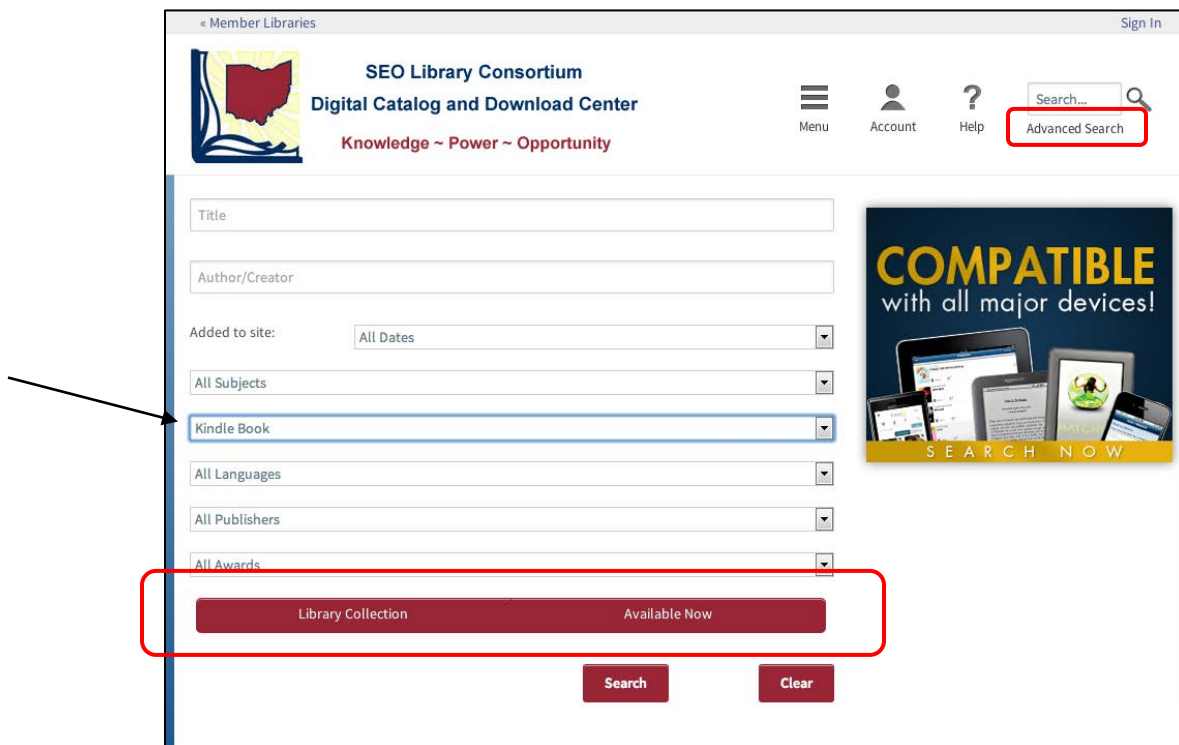 « Member Libraries
Sign In
SEO Library Consortium
Digital Catalog and Download Center
Knowledge ~ Power ~ Opportunity
Menu
Account
Help
Search...
Advanced Search
Title
Author/Creator
Added to site:
All Dates
All Subjects
Kindle Book
All Languages
All Publishers
All Awards
Library Collection
Available Now
Search
Clear
COMPATIBLE
with all major devices!
SEARCH NOW